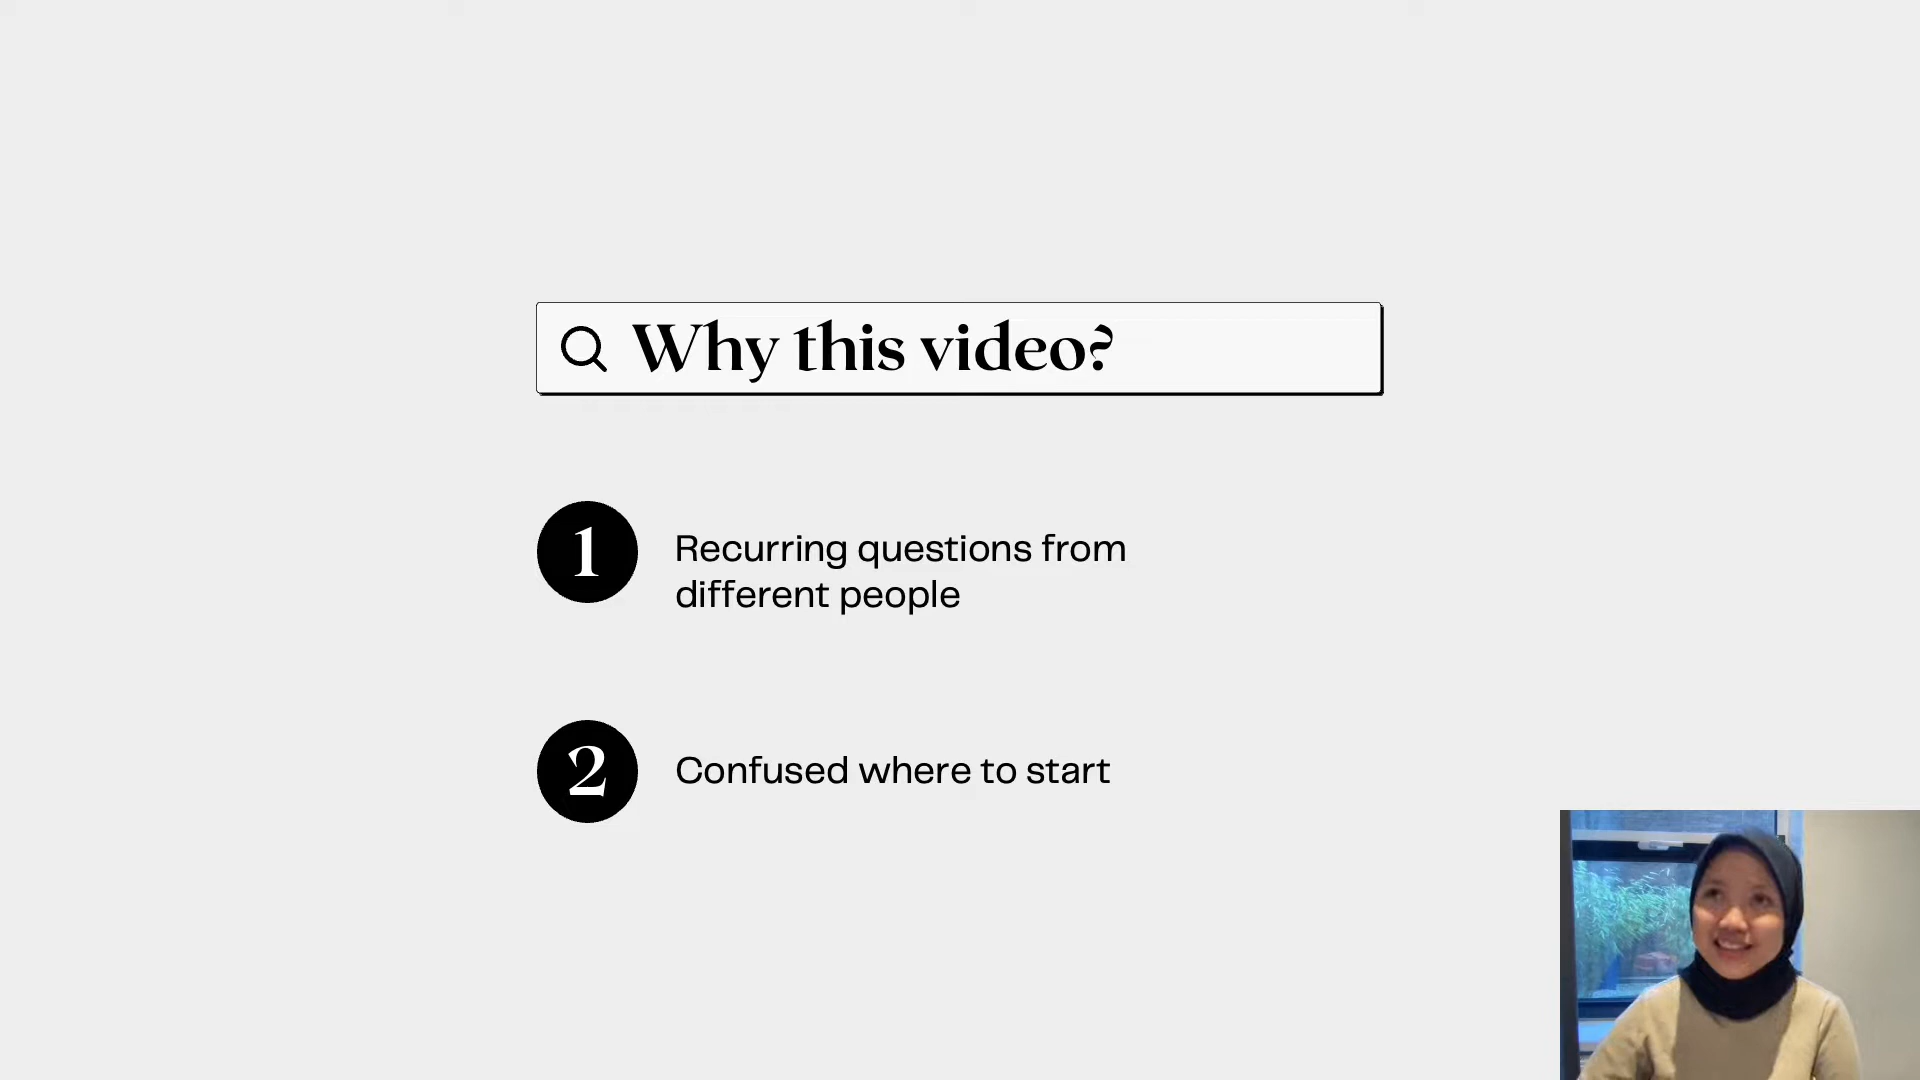 Why this video?
1
Recurring questions from
different people
2
Confused where to start